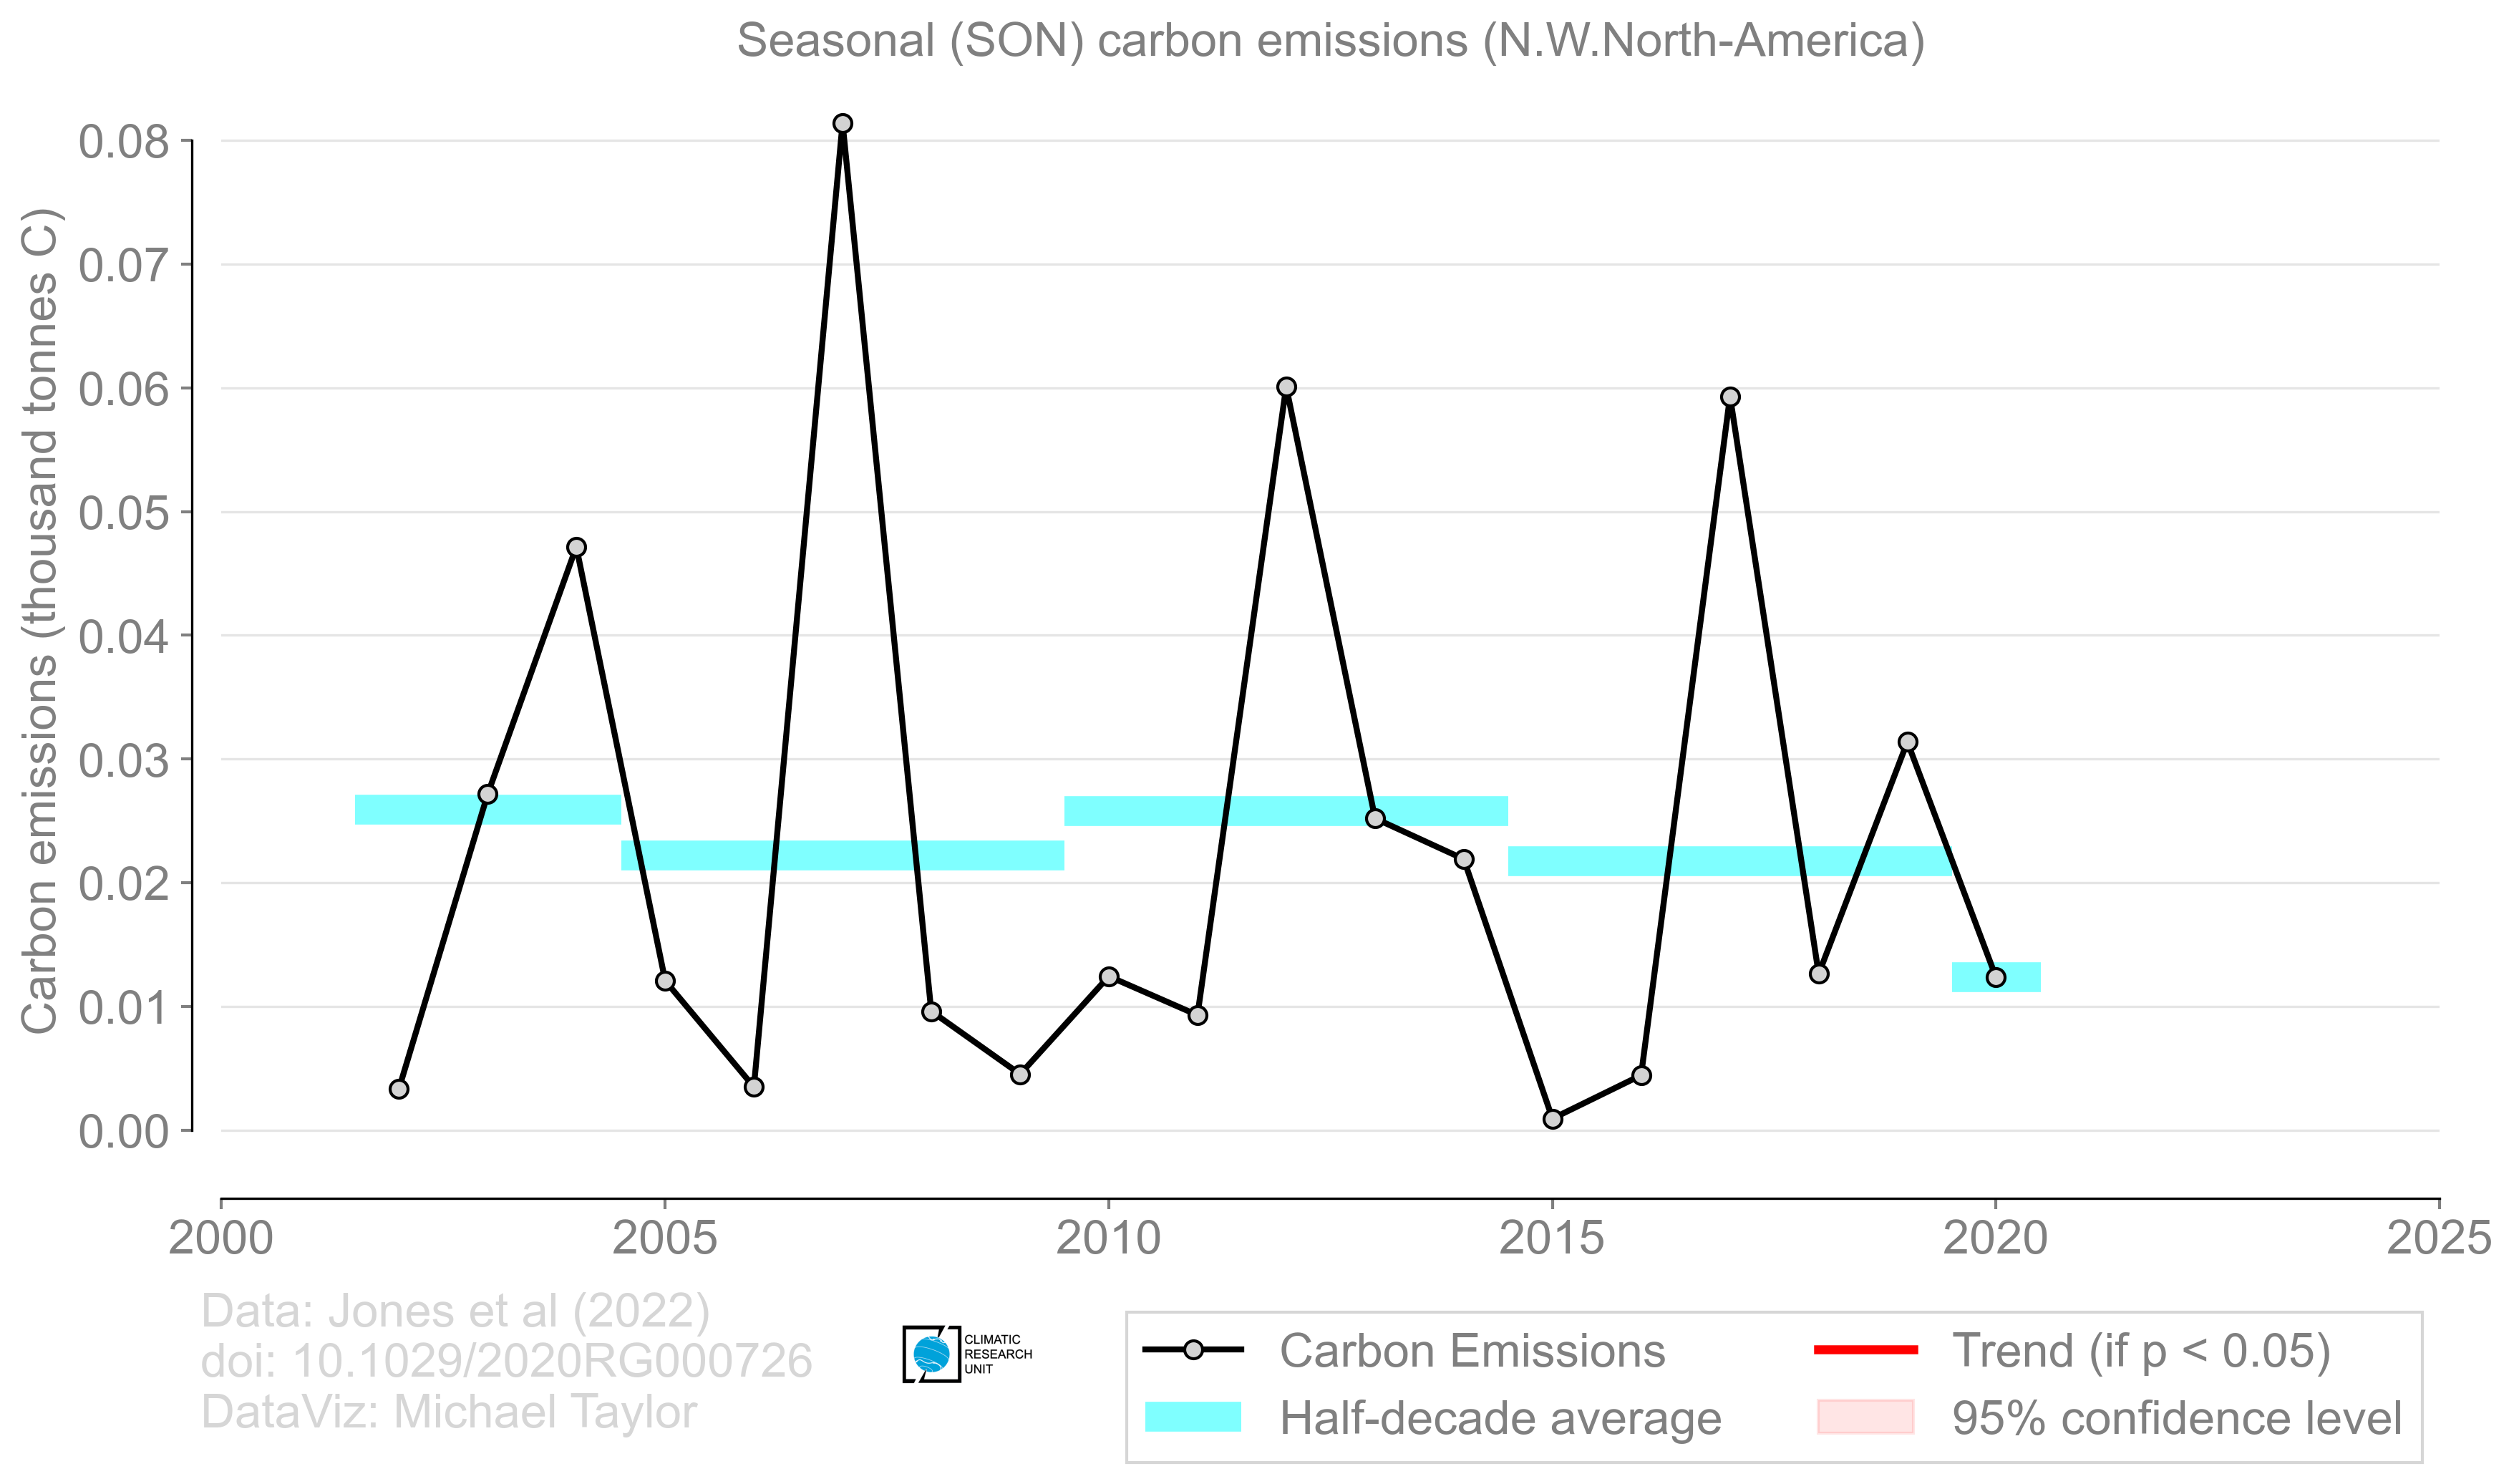 Seasonal (SON) carbon emissions (N.W.North-America)
Carbon emissions (thousand tonnes C)
0.08
0.07
0.06
0.05
0.04
0.03
0.02
0.01
0.00
2000 2005 2010 2015 2020 2025
Data: Jones et al (2022)
doi: 10.1029/2020RG000726
DataViz: Michael Taylor
CLIMATIC
RESEARCH
UNIT
Carbon Emissions
Half-decade average
Trend (if p < 0.05)
95% confidence level